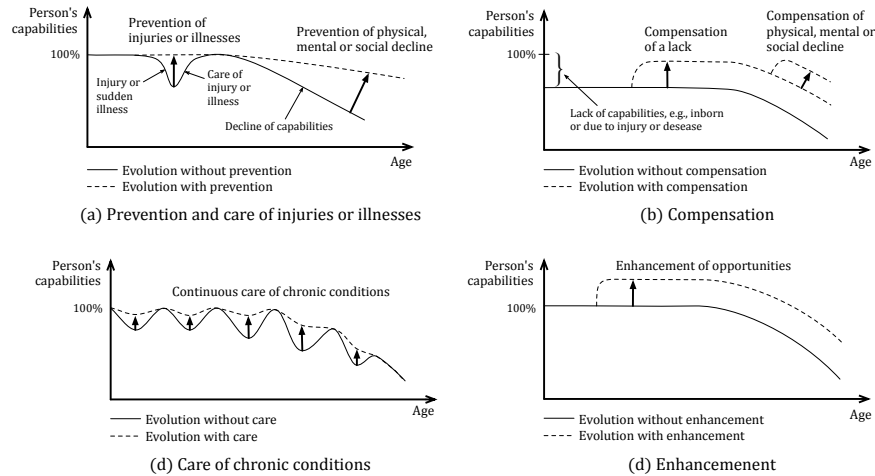 Person's
capabilities
100%
Prevention of
injuries or illnesses
Prevention of physical,
mental or social decline
Injury or
sudden
illness
Care of
injury or
illness
Decline of capabilities
Age
Evolution without prevention
Evolution with prevention
(a) Prevention and care of injuries or illnesses
Person's
capabilities
100%
Compensation
of a lack
Compensation of
physical, mental or
social decline
Lack of capabilities, e.g., inborn
or due to injury or desease
Age
Evolution without compensation
Evolution with compensation
(b) Compensation
Person's
capabilities
100%
Continuous care of chronic conditions
Age
Evolution without care
Evolution with care
(d) Care of chronic conditions
Person's
capabilities
100%
Enhancement of opportunities
Age
Evolution without enhancement
Evolution with enhancement
(d) Enhancemenent